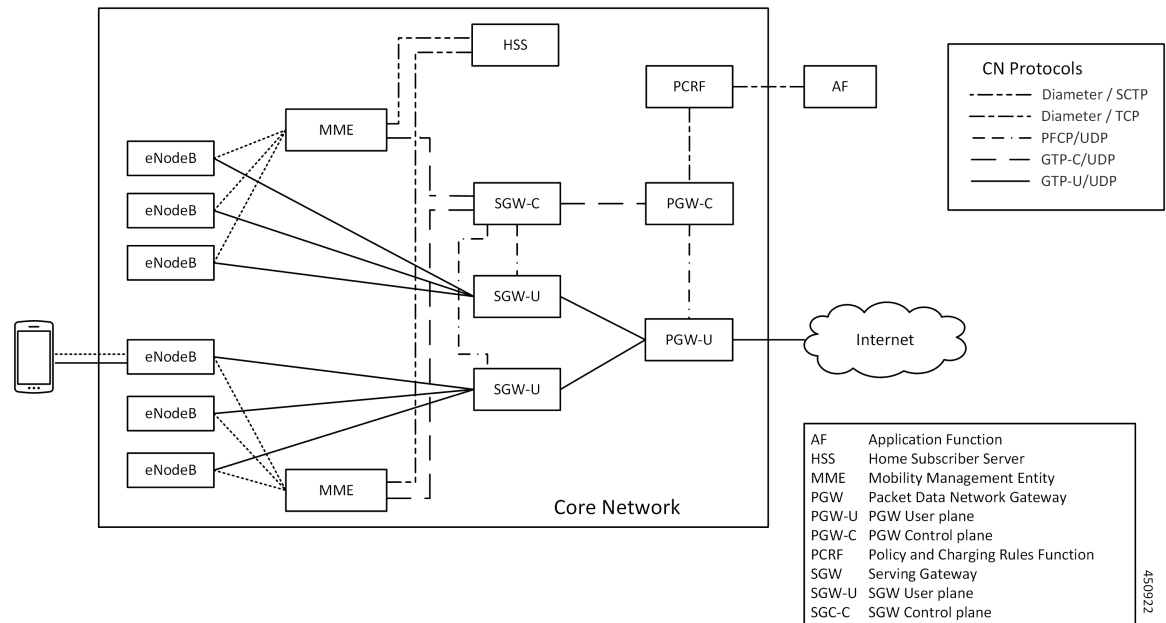 HSS
PCRF
AF
CN Protocols
Diameter / SCTP
Diameter / TCP
PFCP/UDP
GTP-C/UDP
GTP-U/UDP
MME
eNodeB
eNodeB
eNodeB
SGW-C
PGW-C
SGW-U
PGW-U
Internet
eNodeB
eNodeB
eNodeB
SGW-U
MME
Core Network
AF Application Function
HSS Home Subscriber Server
MME Mobility Management Entity
PGW Packet Data Network Gateway
PGW-U PGW User plane
PGW-C PGW Control plane
PCRF Policy and Charging Rules Function
SGW Serving Gateway
SGW-U SGW User plane
SGC-C SGW Control plane
450922